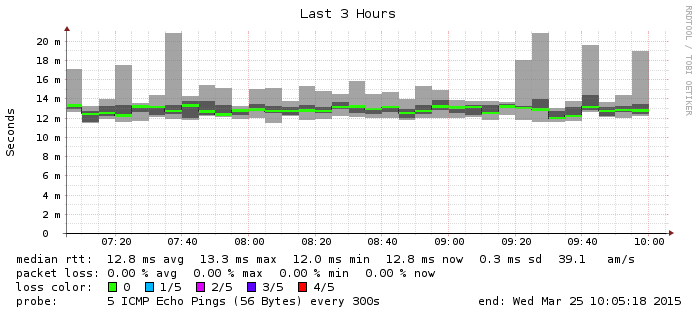 Last 3 Hours
RRDTOOL / TOBI OETIKER
Seconds
20 m
18 m
16 m
14 m
12 m
10 m
8 m
6 m
4 m
2 m
0
07:20 07:40 08:00 08:20 08:40 09:00 09:20 09:40 10:00
median rtt: 12.8 ms avg 13.3 ms max 12.0 ms min 12.8 ms now 0.3 ms sd 39.1 am/s
packet loss: 0.00 % avg 0.00 % max 0.00 % min 0.00 % now
loss color: 0 1/5 2/5 3/5 4/5
probe: 5 ICMP Echo Pings (56 Bytes) every 300s end: Wed Mar 25 10:05:18 2015